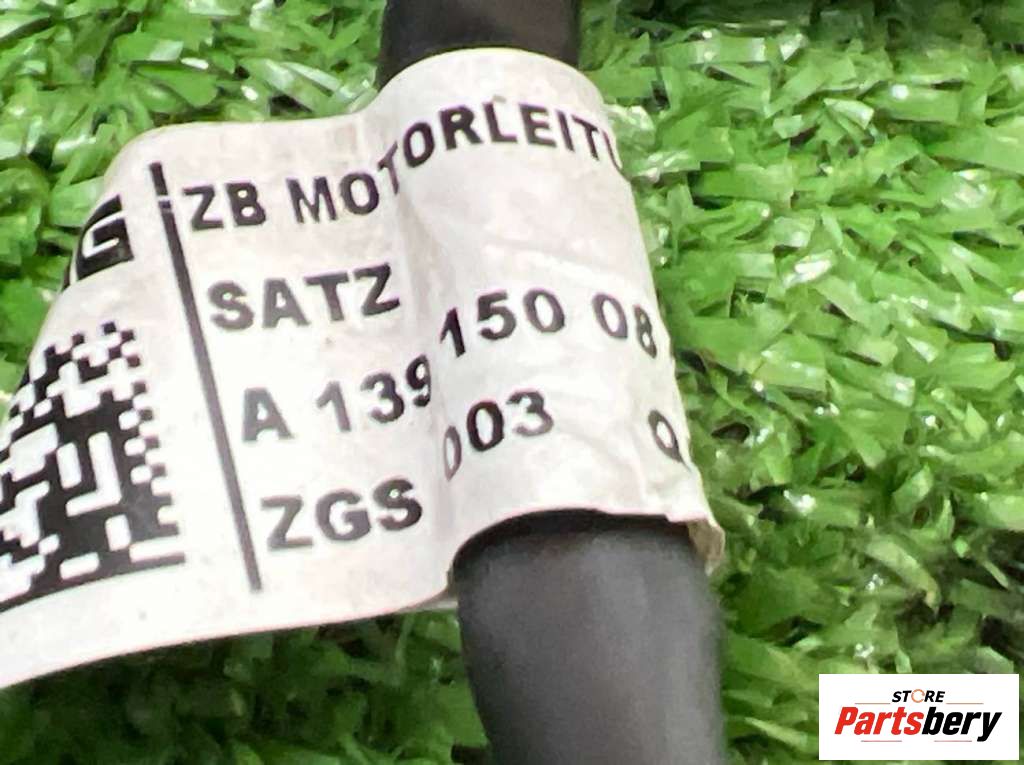 G
ZB MOTORLEITU
SATZ
A 139 150 08
ZGS 003 Q
STORE
Partsbery